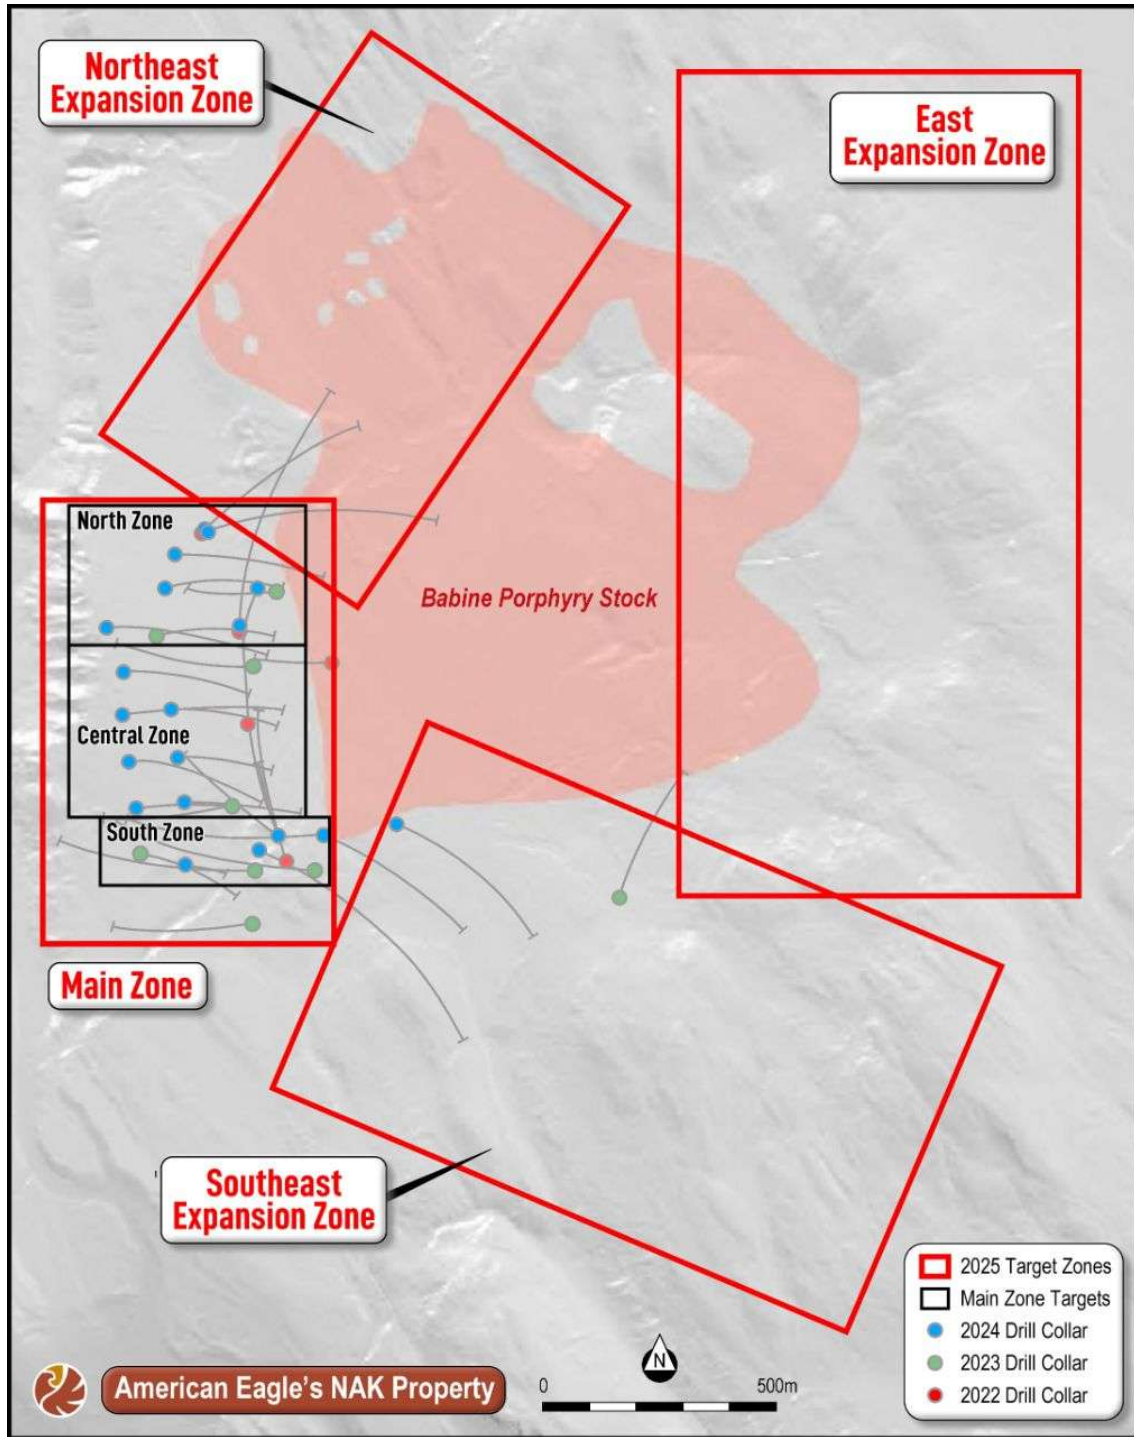 Northeast
Expansion Zone
East
Expansion Zone
North Zone
Babine Porphyry Stock
Central Zone
South Zone
Main Zone
Southeast
Expansion Zone
2025 Target Zones
Main Zone Targets
2024 Drill Collar
2023 Drill Collar
2022 Drill Collar
N
American Eagle's NAK Property
0 500m